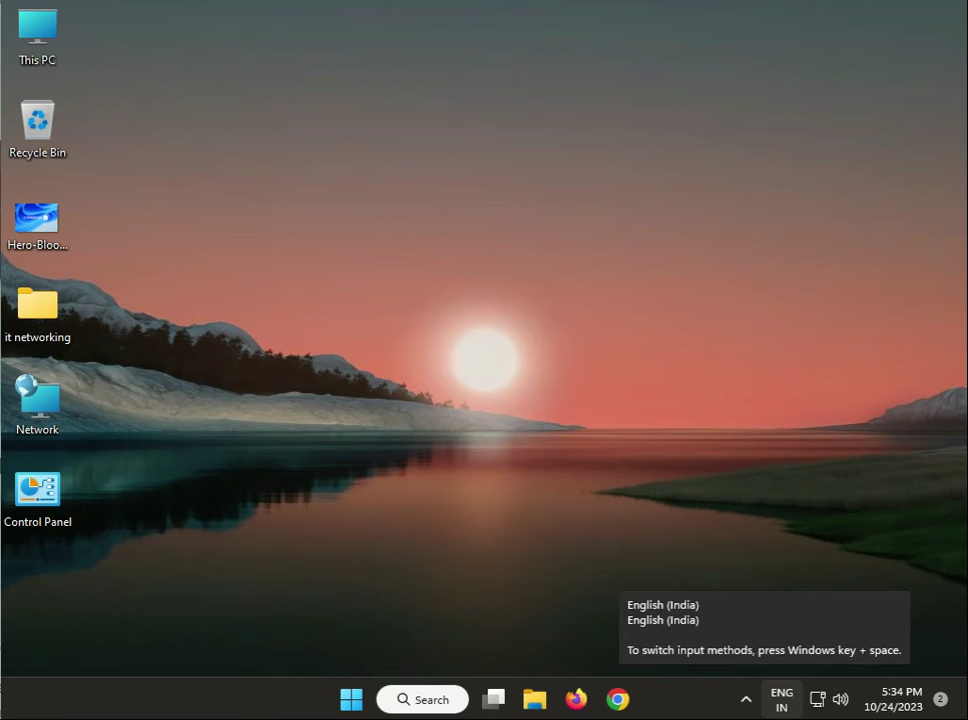 This PC
Recycle Bin
Hero-Bloo...
it networking
Network
Control Panel
English (India)
English (India)
To switch input methods, press Windows key + space.
Search
ENG
IN
5:34 PM
10/24/2023
2